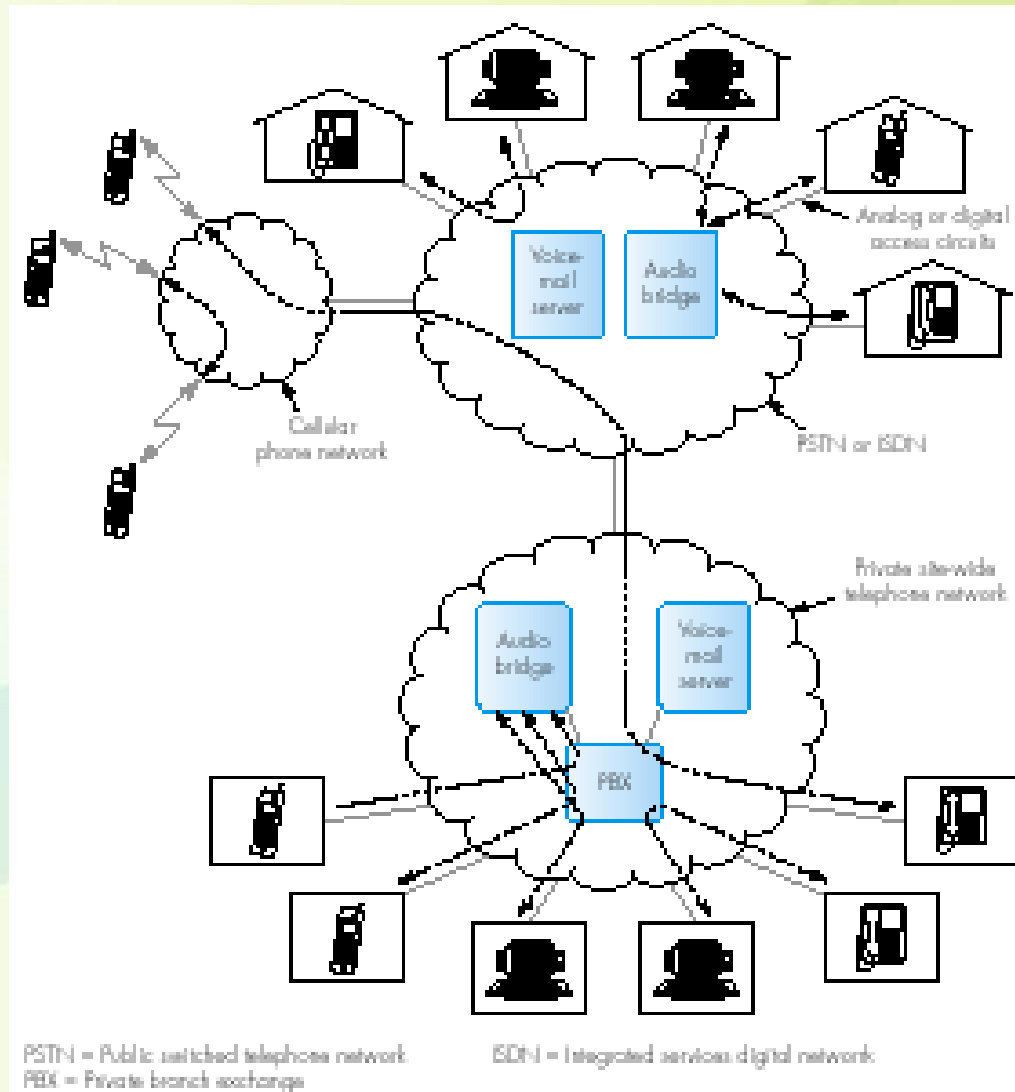 Voice-
mail
server
Audio
bridge
Analog or digital
access circuits
Cellular
phone network
PSTN or ISDN
Private site-wide
telephone network
Audio
bridge
Voice-
mail
server
PBX
PSTN = Public switched telephone network
ISDN = Integrated services digital network
PBX = Private branch exchange